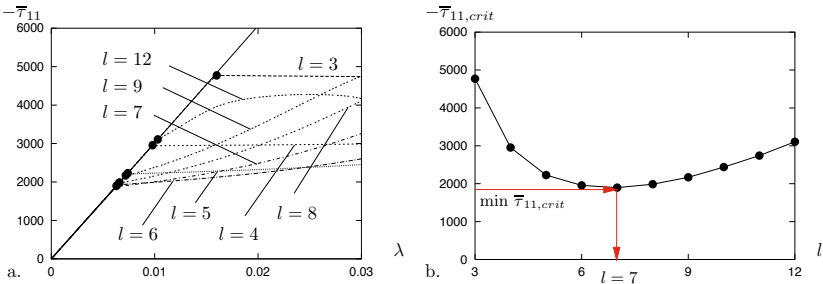 −τ̅₁₁
6000
5000
4000
3000
2000
1000
0
0
0.01
0.02
0.03
λ
a.
l = 12
l = 9
l = 7
l = 3
l = 6
l = 5
l = 4
l = 8
−τ̅₁₁,crit
6000
5000
4000
3000
2000
1000
0
min τ̅₁₁,crit
3
6
9
12
l
l = 7
b.